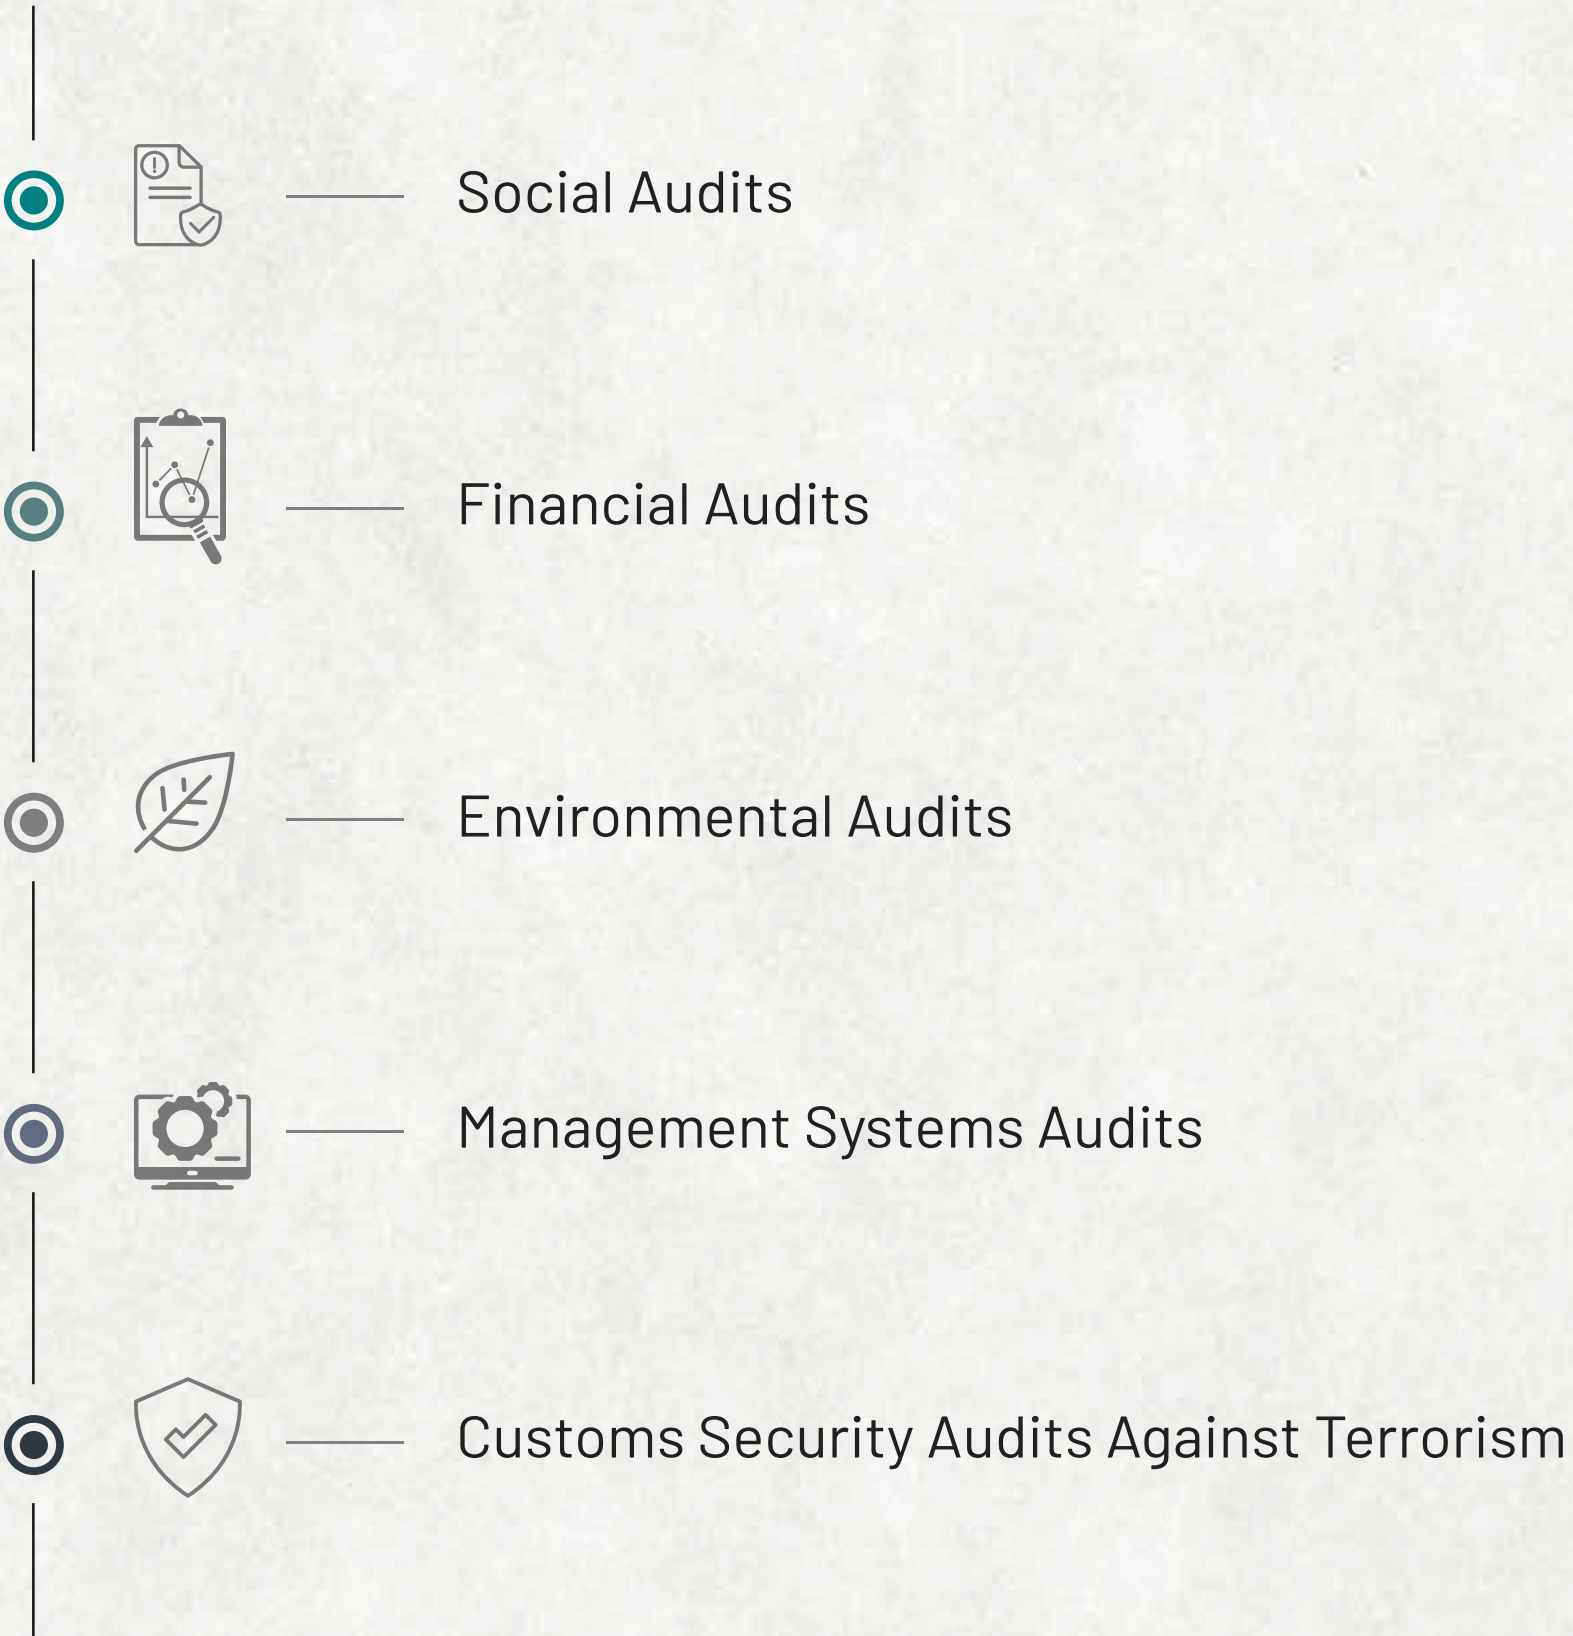 Social Audits
Financial Audits
Environmental Audits
Management Systems Audits
Customs Security Audits Against Terrorism